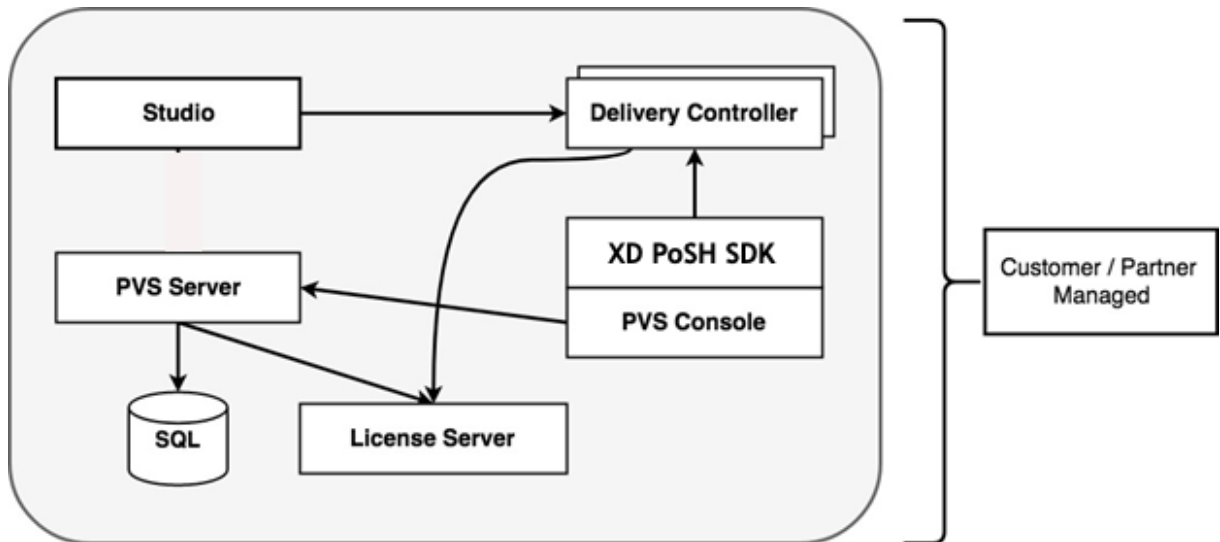 Studio
Delivery Controller
XD PoSH SDK
PVS Server
PVS Console
SQL
License Server
Customer / Partner
Managed